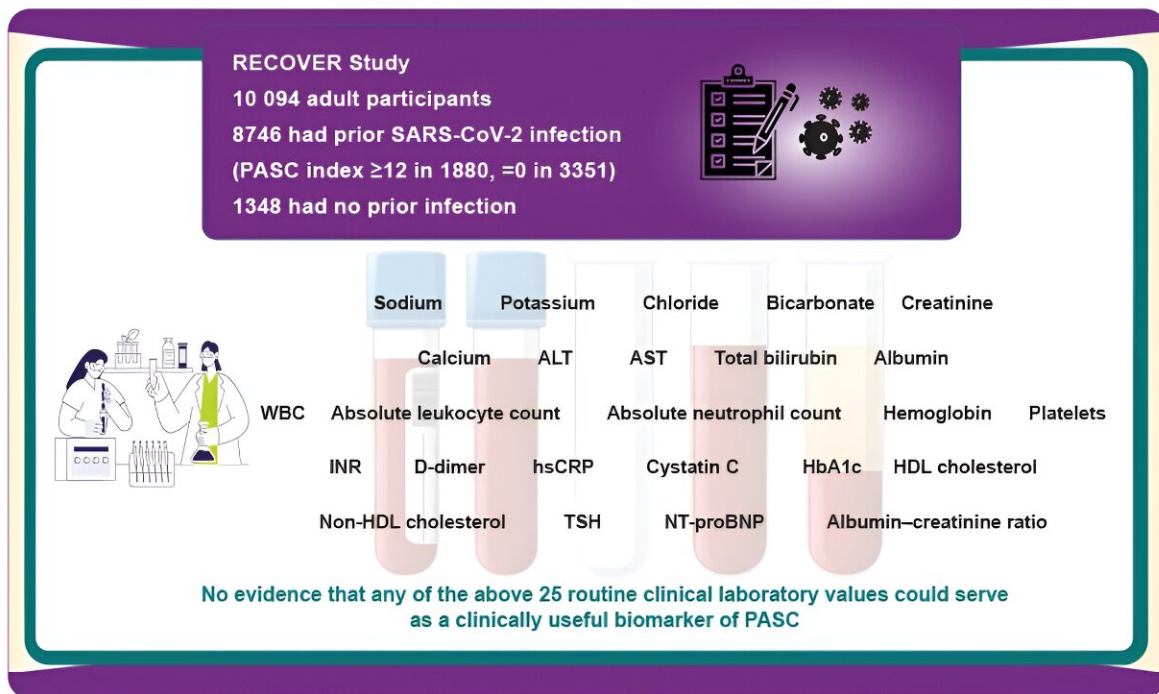 RECOVER Study
10 094 adult participants
8746 had prior SARS-CoV-2 infection
(PASC index ≥12 in 1880, =0 in 3351)
1348 had no prior infection
Sodium Potassium Chloride Bicarbonate Creatinine
Calcium ALT AST Total bilirubin Albumin
WBC Absolute leukocyte count Absolute neutrophil count Hemoglobin Platelets
INR D-dimer hsCRP Cystatin C HbA1c HDL cholesterol
Non-HDL cholesterol TSH NT-proBNP Albumin–creatinine ratio
No evidence that any of the above 25 routine clinical laboratory values could serve
as a clinically useful biomarker of PASC